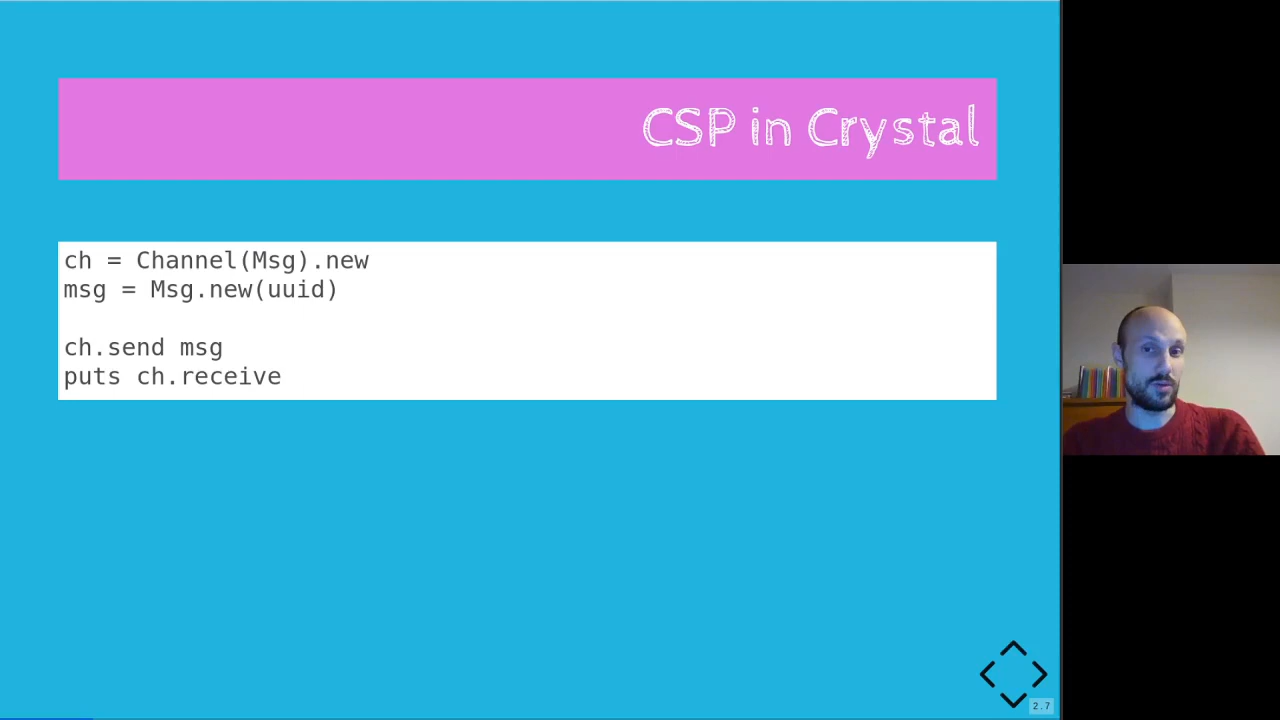 CSP in Crystal
ch = Channel(Msg).new
msg = Msg.new(uuid)
ch.send msg
puts ch.receive
2.7